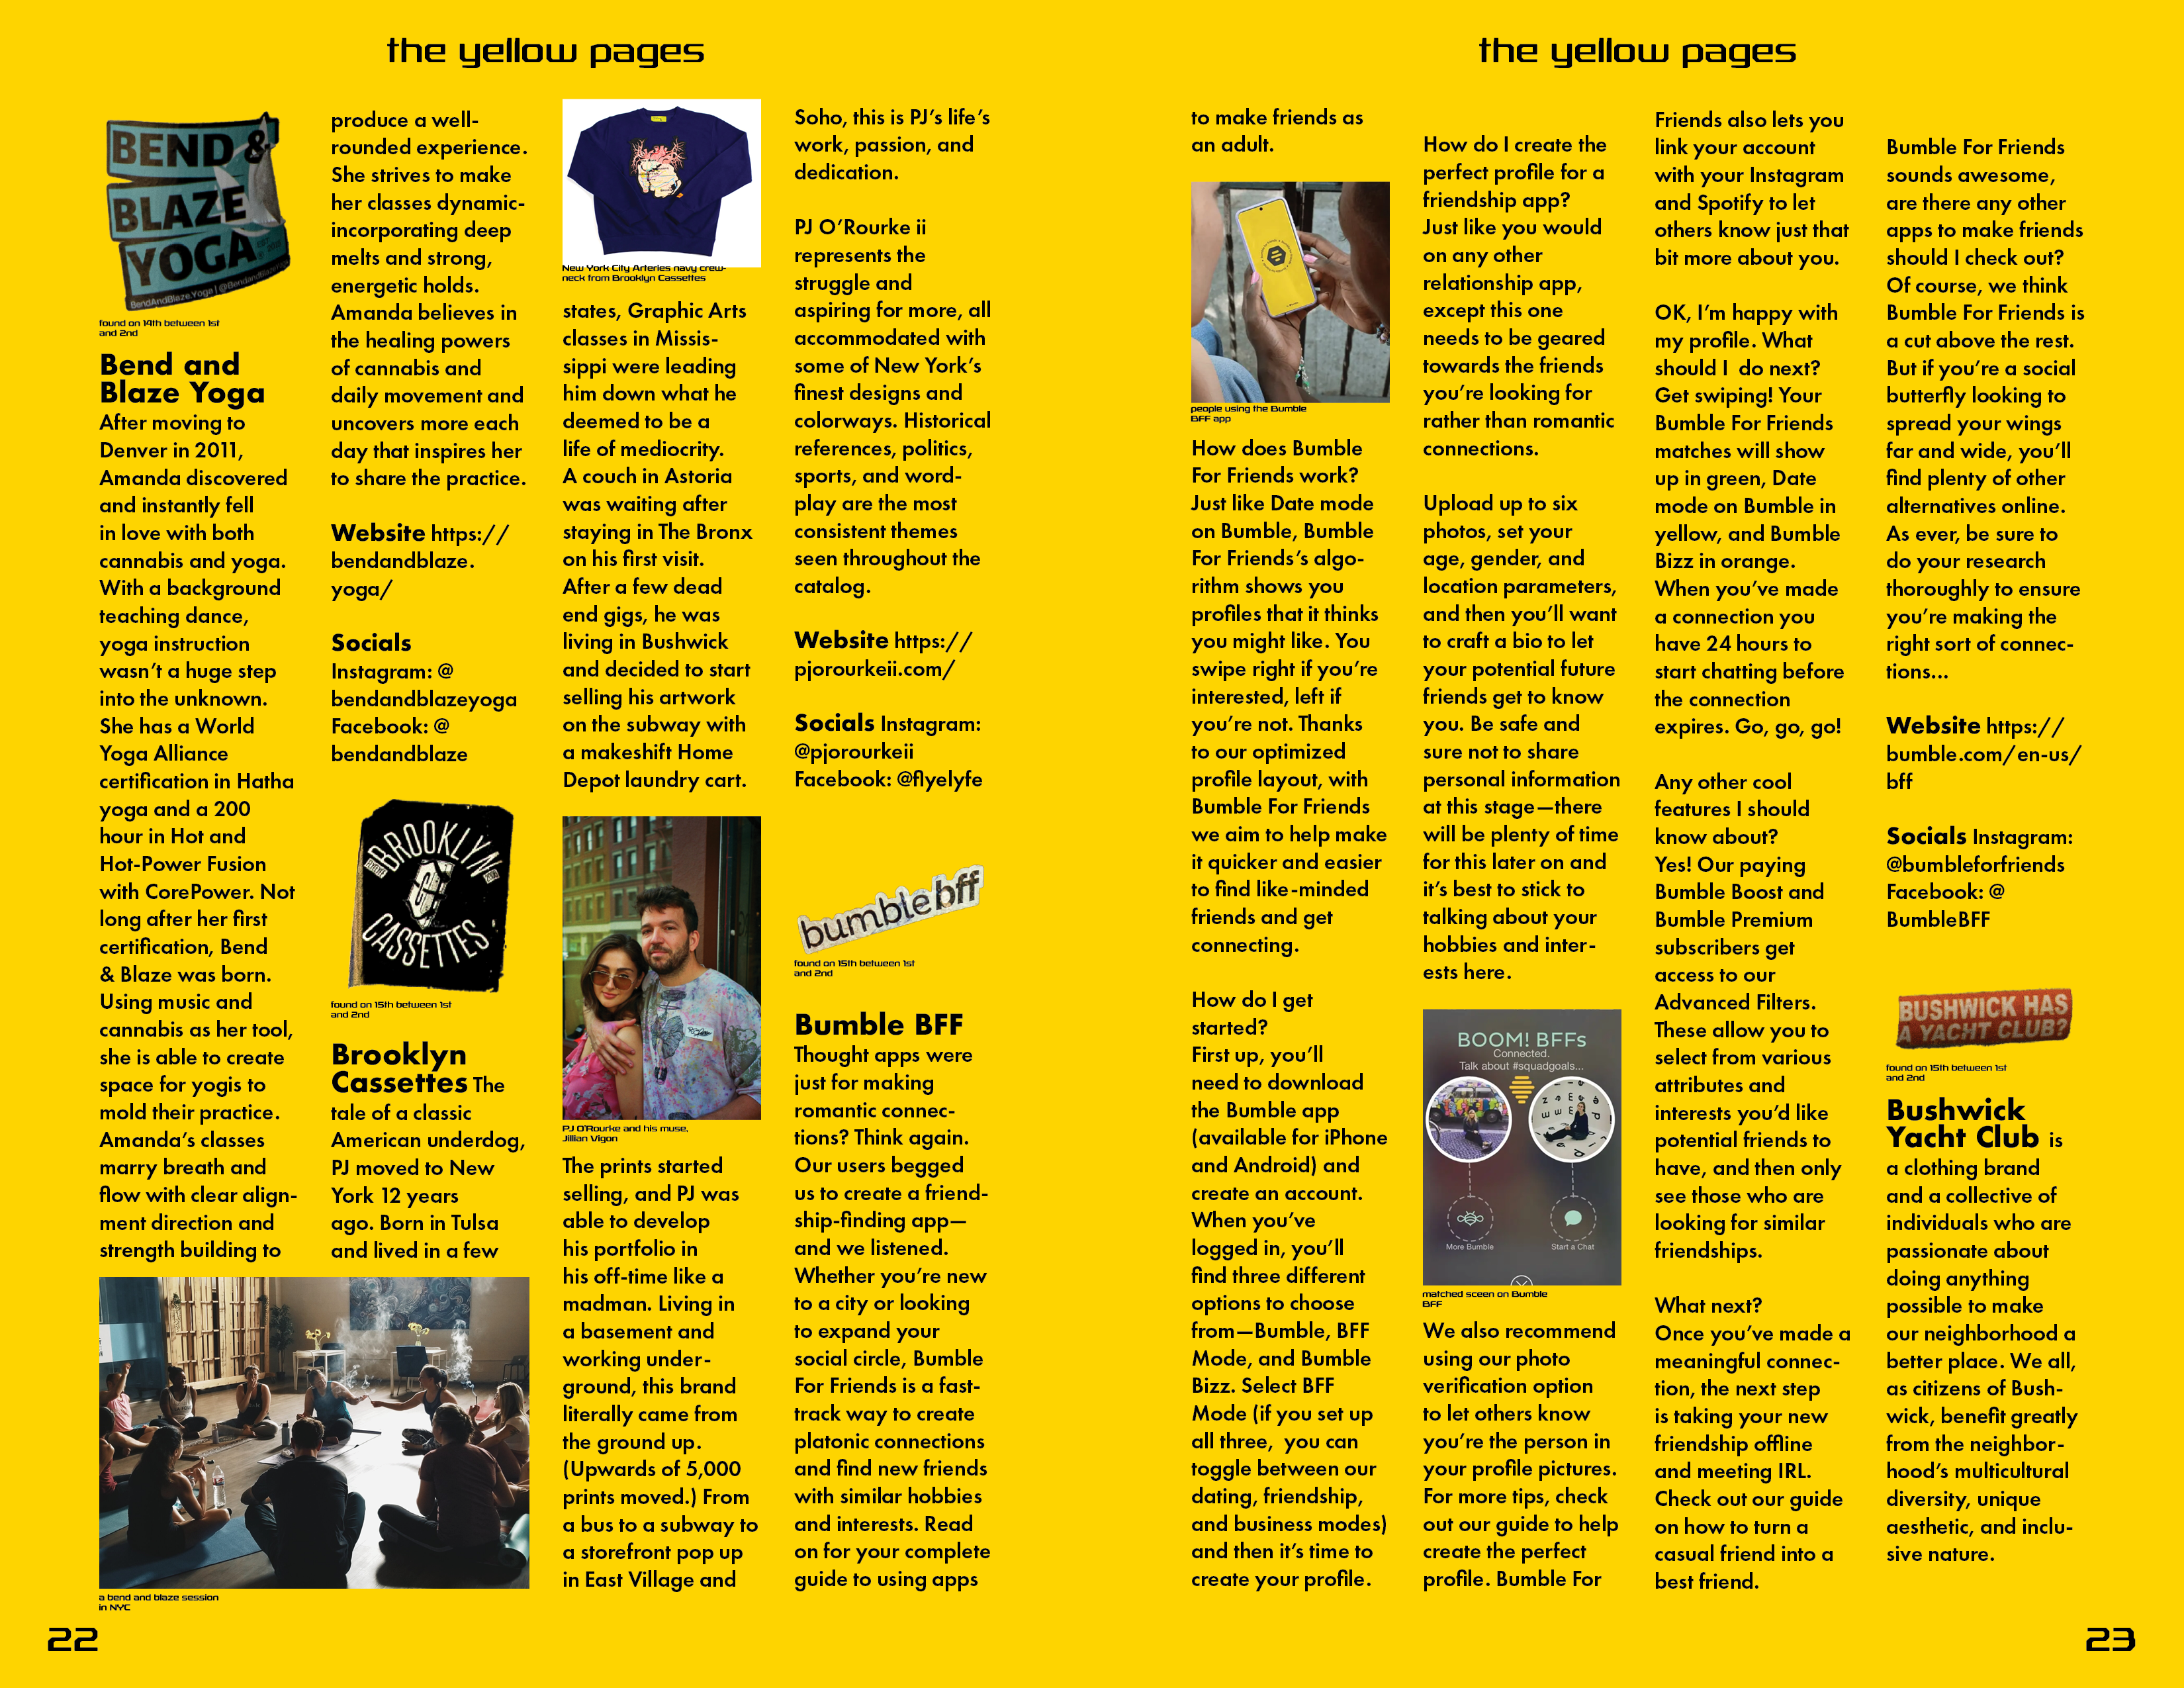 the yellow pages
BEND &
BLAZE
YOGA
BendAndBlaze.Yoga | @BendandBlazeYoga
found on 14th between 1st
and 2nd
Bend and
Blaze Yoga
After moving to
Denver in 2011,
Amanda discovered
and instantly fell
in love with both
cannabis and yoga.
With a background
teaching dance,
yoga instruction
wasn't a huge step
into the unknown.
She has a World
Yoga Alliance
certification in Hatha
yoga and a 200
hour in Hot and
Hot-Power Fusion
with CorePower. Not
long after her first
certification, Bend
& Blaze was born.
Using music and
cannabis as her tool,
she is able to create
space for yogis to
mold their practice.
Amanda's classes
marry breath and
flow with clear align-
ment direction and
strength building to
a bend and blaze session
in NYC
22
produce a well-
rounded experience.
She strives to make
her classes dynamic-
incorporating deep
melts and strong,
energetic holds.
Amanda believes in
the healing powers
of cannabis and
daily movement and
uncovers more each
day that inspires her
to share the practice.
Website https://
bendandblaze.
yoga/
Socials
Instagram: @
bendandblazeyoga
Facebook: @
bendandblaze
BROOKLYN
CASSETTES
found on 15th between 1st
and 2nd
Brooklyn
Cassettes The
tale of a classic
American underdog,
PJ moved to New
York 12 years
ago. Born in Tulsa
and lived in a few
New York City Arteries navy crew-
neck from Brooklyn Cassettes
states, Graphic Arts
classes in Missis-
sippi were leading
him down what he
deemed to be a
life of mediocrity.
A couch in Astoria
was waiting after
staying in The Bronx
on his first visit.
After a few dead
end gigs, he was
living in Bushwick
and decided to start
selling his artwork
on the subway with
a makeshift Home
Depot laundry cart.
PJ O'Rourke and his muse,
Jillian Vigon
The prints started
selling, and PJ was
able to develop
his portfolio in
his off-time like a
madman. Living in
a basement and
working under-
ground, this brand
literally came from
the ground up.
(Upwards of 5,000
prints moved.) From
a bus to a subway to
a storefront pop up
in East Village and
Soho, this is PJ's life's
work, passion, and
dedication.
PJ O'Rourke ii
represents the
struggle and
aspiring for more, all
accommodated with
some of New York's
finest designs and
colorways. Historical
references, politics,
sports, and word-
play are the most
consistent themes
seen throughout the
catalog.
Website https://
pjorourkeii.com/
Socials Instagram:
@pjorourkeii
Facebook: @flyelyfe
bumble bff
found on 15th between 1st
and 2nd
Bumble BFF
Thought apps were
just for making
romantic connec-
tions? Think again.
Our users begged
us to create a friend-
ship-finding app—
and we listened.
Whether you're new
to a city or looking
to expand your
social circle, Bumble
For Friends is a fast-
track way to create
platonic connections
and find new friends
with similar hobbies
and interests. Read
on for your complete
guide to using apps
the yellow pages
to make friends as
an adult.
people using the Bumble
BFF app
How does Bumble
For Friends work?
Just like Date mode
on Bumble, Bumble
For Friends's algo-
rithm shows you
profiles that it thinks
you might like. You
swipe right if you're
interested, left if
you're not. Thanks
to our optimized
profile layout, with
Bumble For Friends
we aim to help make
it quicker and easier
to find like-minded
friends and get
connecting.
How do I get
started?
First up, you'll
need to download
the Bumble app
(available for iPhone
and Android) and
create an account.
When you've
logged in, you'll
find three different
options to choose
from—Bumble, BFF
Mode, and Bumble
Bizz. Select BFF
Mode (if you set up
all three, you can
toggle between our
dating, friendship,
and business modes)
and then it's time to
create your profile.
How do I create the
perfect profile for a
friendship app?
Just like you would
on any other
relationship app,
except this one
needs to be geared
towards the friends
you're looking for
rather than romantic
connections.
Upload up to six
photos, set your
age, gender, and
location parameters,
and then you'll want
to craft a bio to let
your potential future
friends get to know
you. Be safe and
sure not to share
personal information
at this stage—there
will be plenty of time
for this later on and
it's best to stick to
talking about your
hobbies and inter-
ests here.
BOOM! BFFs
Connected.
Talk about #squadgoals...
More Bumble
Start a Chat
matched sceen on Bumble
BFF
We also recommend
using our photo
verification option
to let others know
you're the person in
your profile pictures.
For more tips, check
out our guide to help
create the perfect
profile. Bumble For
Friends also lets you
link your account
with your Instagram
and Spotify to let
others know just that
bit more about you.
OK, I'm happy with
my profile. What
should I do next?
Get swiping! Your
Bumble For Friends
matches will show
up in green, Date
mode on Bumble in
yellow, and Bumble
Bizz in orange.
When you've made
a connection you
have 24 hours to
start chatting before
the connection
expires. Go, go, go!
Any other cool
features I should
know about?
Yes! Our paying
Bumble Boost and
Bumble Premium
subscribers get
access to our
Advanced Filters.
These allow you to
select from various
attributes and
interests you'd like
potential friends to
have, and then only
see those who are
looking for similar
friendships.
What next?
Once you've made a
meaningful connec-
tion, the next step
is taking your new
friendship offline
and meeting IRL.
Check out our guide
on how to turn a
casual friend into a
best friend.
Bumble For Friends
sounds awesome,
are there any other
apps to make friends
should I check out?
Of course, we think
Bumble For Friends is
a cut above the rest.
But if you're a social
butterfly looking to
spread your wings
far and wide, you'll
find plenty of other
alternatives online.
As ever, be sure to
do your research
thoroughly to ensure
you're making the
right sort of connec-
tions...
Website https://
bumble.com/en-us/
bff
Socials Instagram:
@bumbleforfriends
Facebook: @
BumbleBFF
BUSHWICK HAS
A YACHT CLUB?
found on 15th between 1st
and 2nd
Bushwick
Yacht Club is
a clothing brand
and a collective of
individuals who are
passionate about
doing anything
possible to make
our neighborhood a
better place. We all,
as citizens of Bush-
wick, benefit greatly
from the neighbor-
hood's multicultural
diversity, unique
aesthetic, and inclu-
sive nature.
23